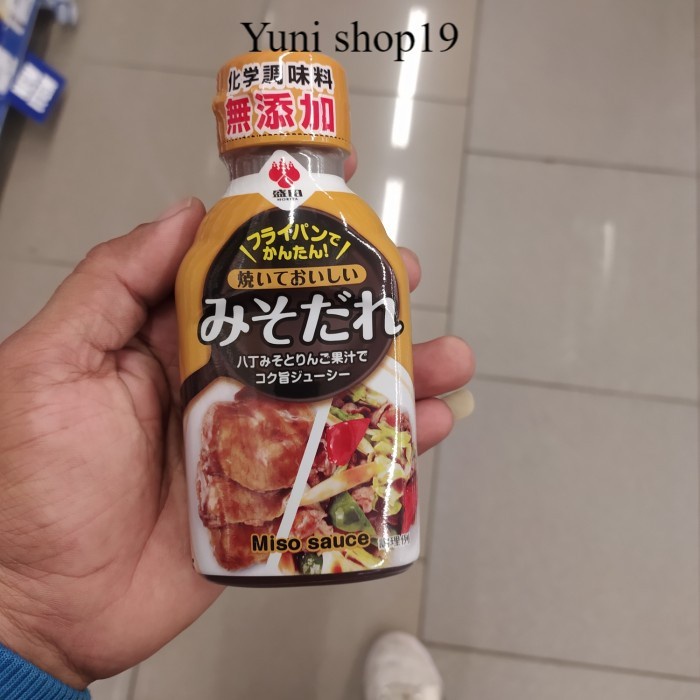 Yuni shop19
化学調味料
無添加
盛田
MORITA
フライパンで
かんたん!
焼いておいしい
みそだれ
八丁みそとりんご果汁で
コク旨ジューシー
Miso sauce